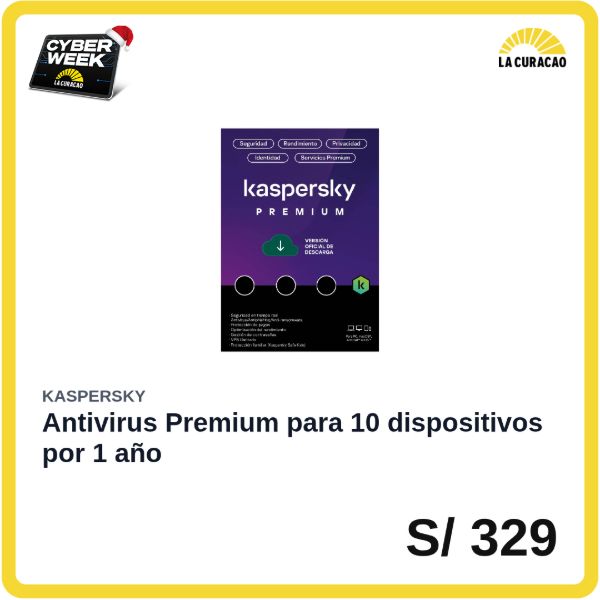 CYBER
WEEK
LA CURACAO
LA CURACAO
Seguridad
Rendimiento
Privacidad
Identidad
Servicios Premium
kaspersky
PREMIUM
VERSIÓN
OFICIAL DE
DESCARGA
KASPERSKY
Antivirus Premium para 10 dispositivos
por 1 año
S/ 329